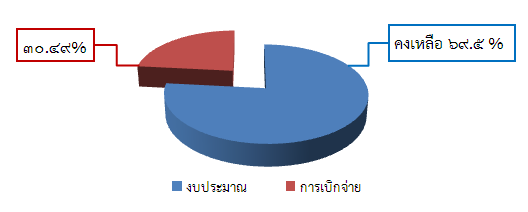 ๓๐.๔๙%
คงเหลือ ๖๙.๕ %
งบประมาณ
การเบิกจ่าย